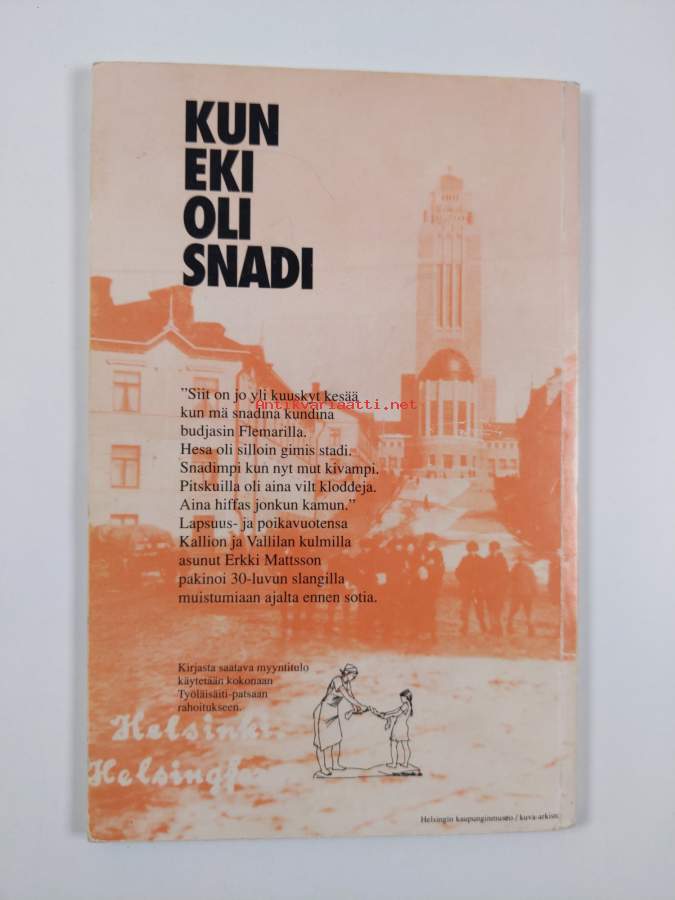 KUN
EKI
OLI
SNADI
”Siit on jo yli kuuskyt kesää
Antikvariaatti.net
kun mä snadina kundina
budjasin Flemarilla.
Hesa oli silloin gimis stadi.
Snadimpi kun nyt mut kivampi.
Pitskuilla oli aina vilt kloddeja.
Aina hiffas jonkun kamun.”
Lapsuus- ja poikavuotensa
Kallion ja Vallilan kulmilla
asunut Erkki Mattsson
pakinoi 30-luvun slangilla
muistumiaan ajalta ennen sotia.
Kirjasta saatava myyntitulo
käytetään kokonaan
Työläisäiti-patsaan
rahoitukseen.
Helsinki.
Helsingfors
Helsingin kaupunginmuseo / kuva-arkisto